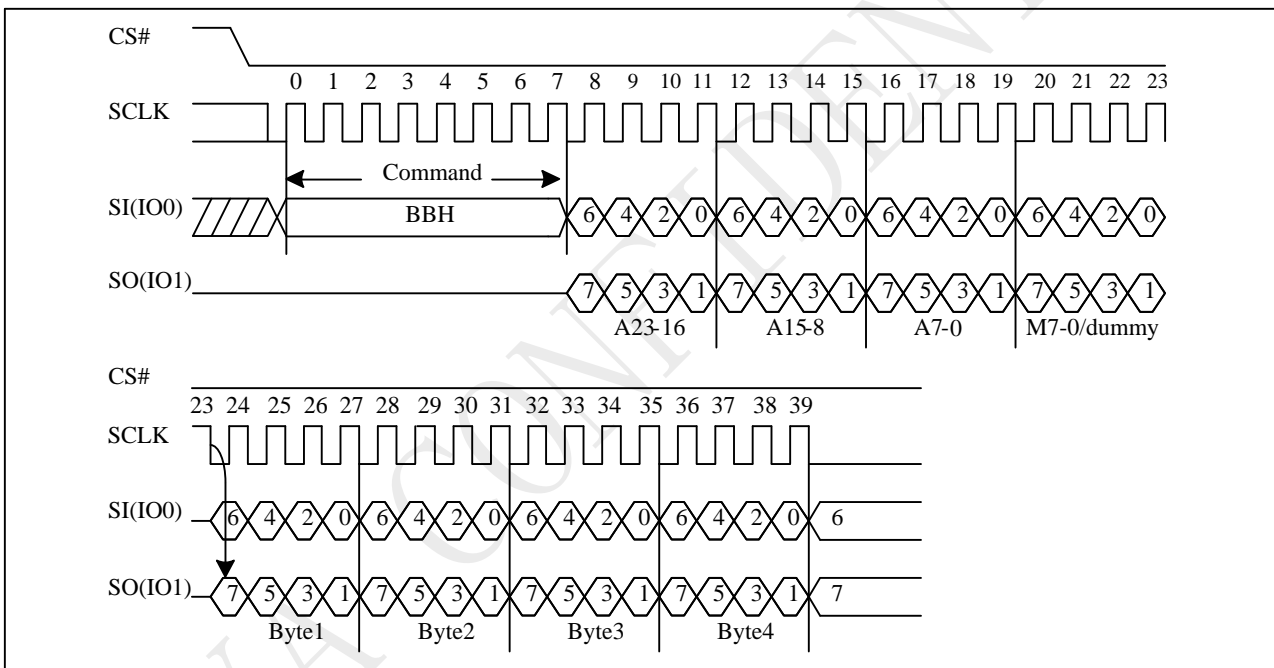 CS#
0 1 2 3 4 5 6 7 8 9 10 11 12 13 14 15 16 17 18 19 20 21 22 23
SCLK
Command
SI(IO0) BBH 6 4 2 0 6 4 2 0 6 4 2 0 6 4 2 0
SO(IO1) 7 5 3 1 7 5 3 1 7 5 3 1 7 5 3 1
A23-16 A15-8 A7-0 M7-0/dummy
CS#
23 24 25 26 27 28 29 30 31 32 33 34 35 36 37 38 39
SCLK
SI(IO0) 6 4 2 0 6 4 2 0 6 4 2 0 6 4 2 0 6
SO(IO1) 7 5 3 1 7 5 3 1 7 5 3 1 7 5 3 1 7
Byte1 Byte2 Byte3 Byte4